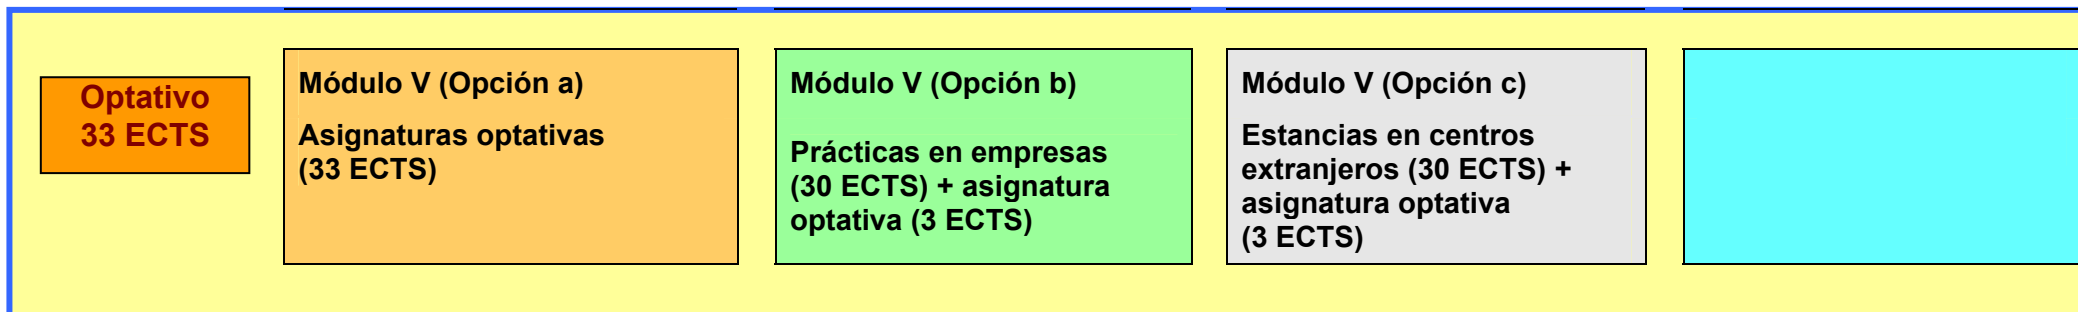 Optativo
33 ECTS
Módulo V (Opción a)
Asignaturas optativas
(33 ECTS)
Módulo V (Opción b)
Prácticas en empresas
(30 ECTS) + asignatura
optativa (3 ECTS)
Módulo V (Opción c)
Estancias en centros
extranjeros (30 ECTS) +
asignatura optativa
(3 ECTS)